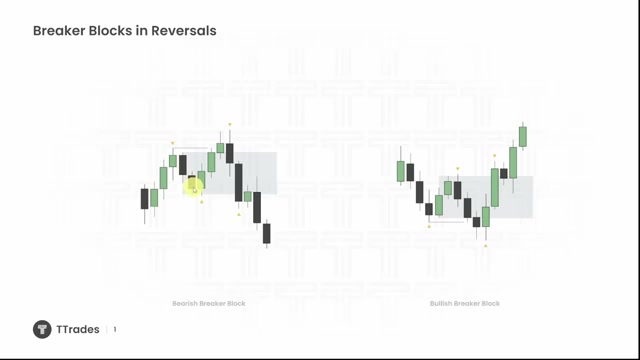 Breaker Blocks in Reversals
Bearish Breaker Block
Bullish Breaker Block
TTrades
1